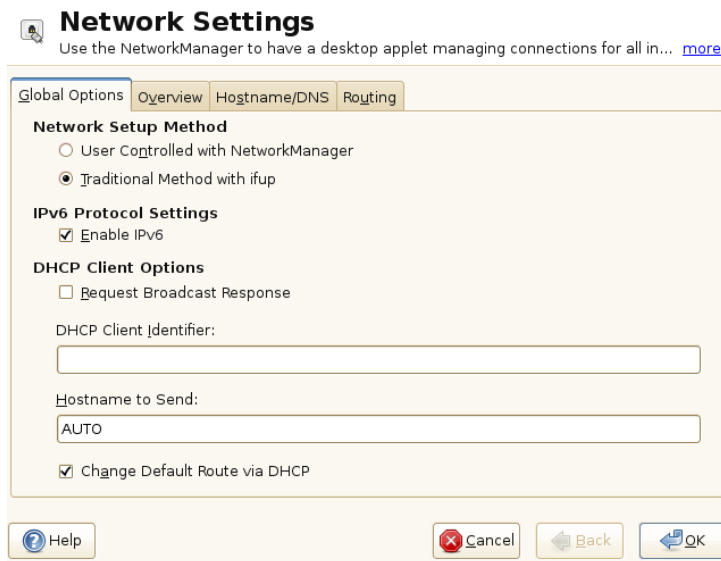 Network Settings
Use the NetworkManager to have a desktop applet managing connections for all in... more
Global Options Overview Hostname/DNS Routing
Network Setup Method
User Controlled with NetworkManager
Traditional Method with ifup
IPv6 Protocol Settings
Enable IPv6
DHCP Client Options
Request Broadcast Response
DHCP Client Identifier:
Hostname to Send:
AUTO
Change Default Route via DHCP
Help Cancel Back OK